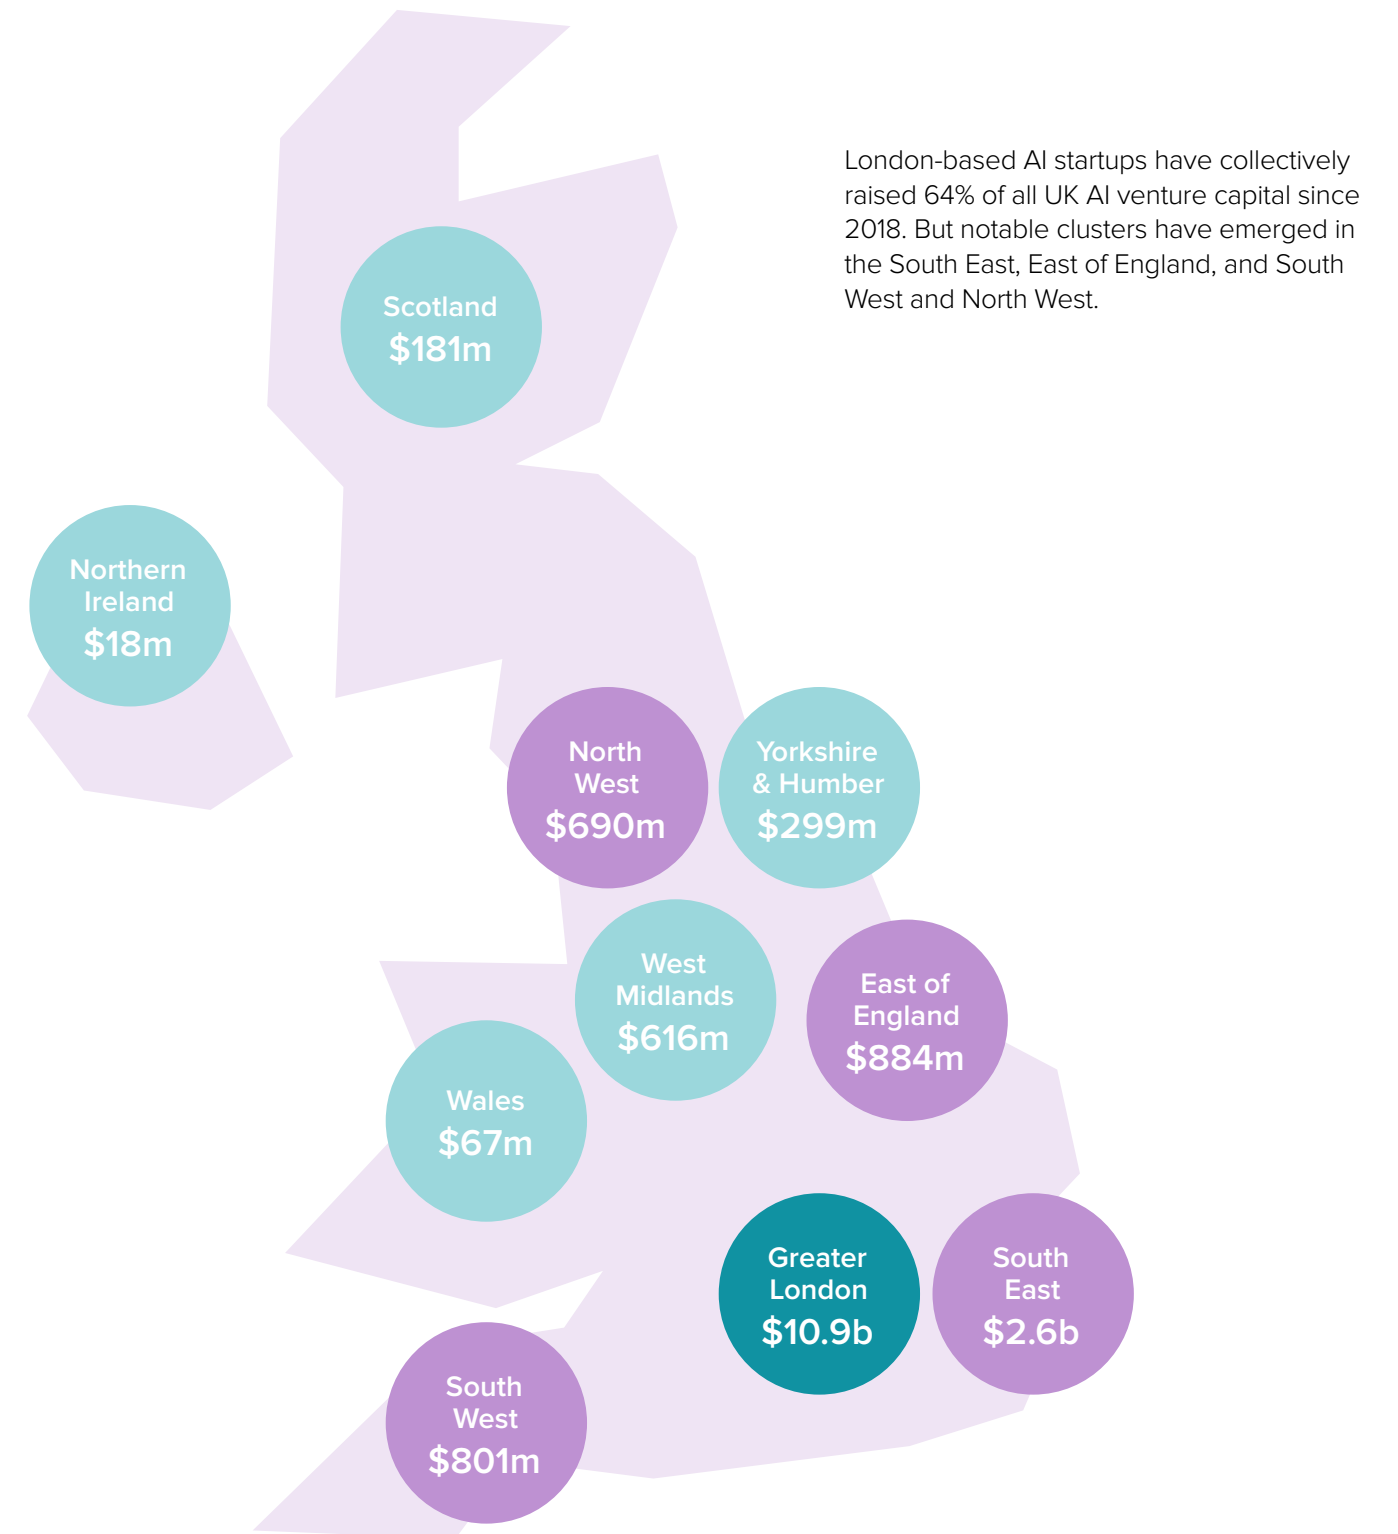 London-based AI startups have collectively
raised 64% of all UK AI venture capital since
2018. But notable clusters have emerged in
the South East, East of England, and South
West and North West.
Scotland
$181m
Northern
Ireland
$18m
North
West
$690m
Yorkshire
& Humber
$299m
West
Midlands
$616m
East of
England
$884m
Wales
$67m
Greater
London
$10.9b
South
East
$2.6b
South
West
$801m